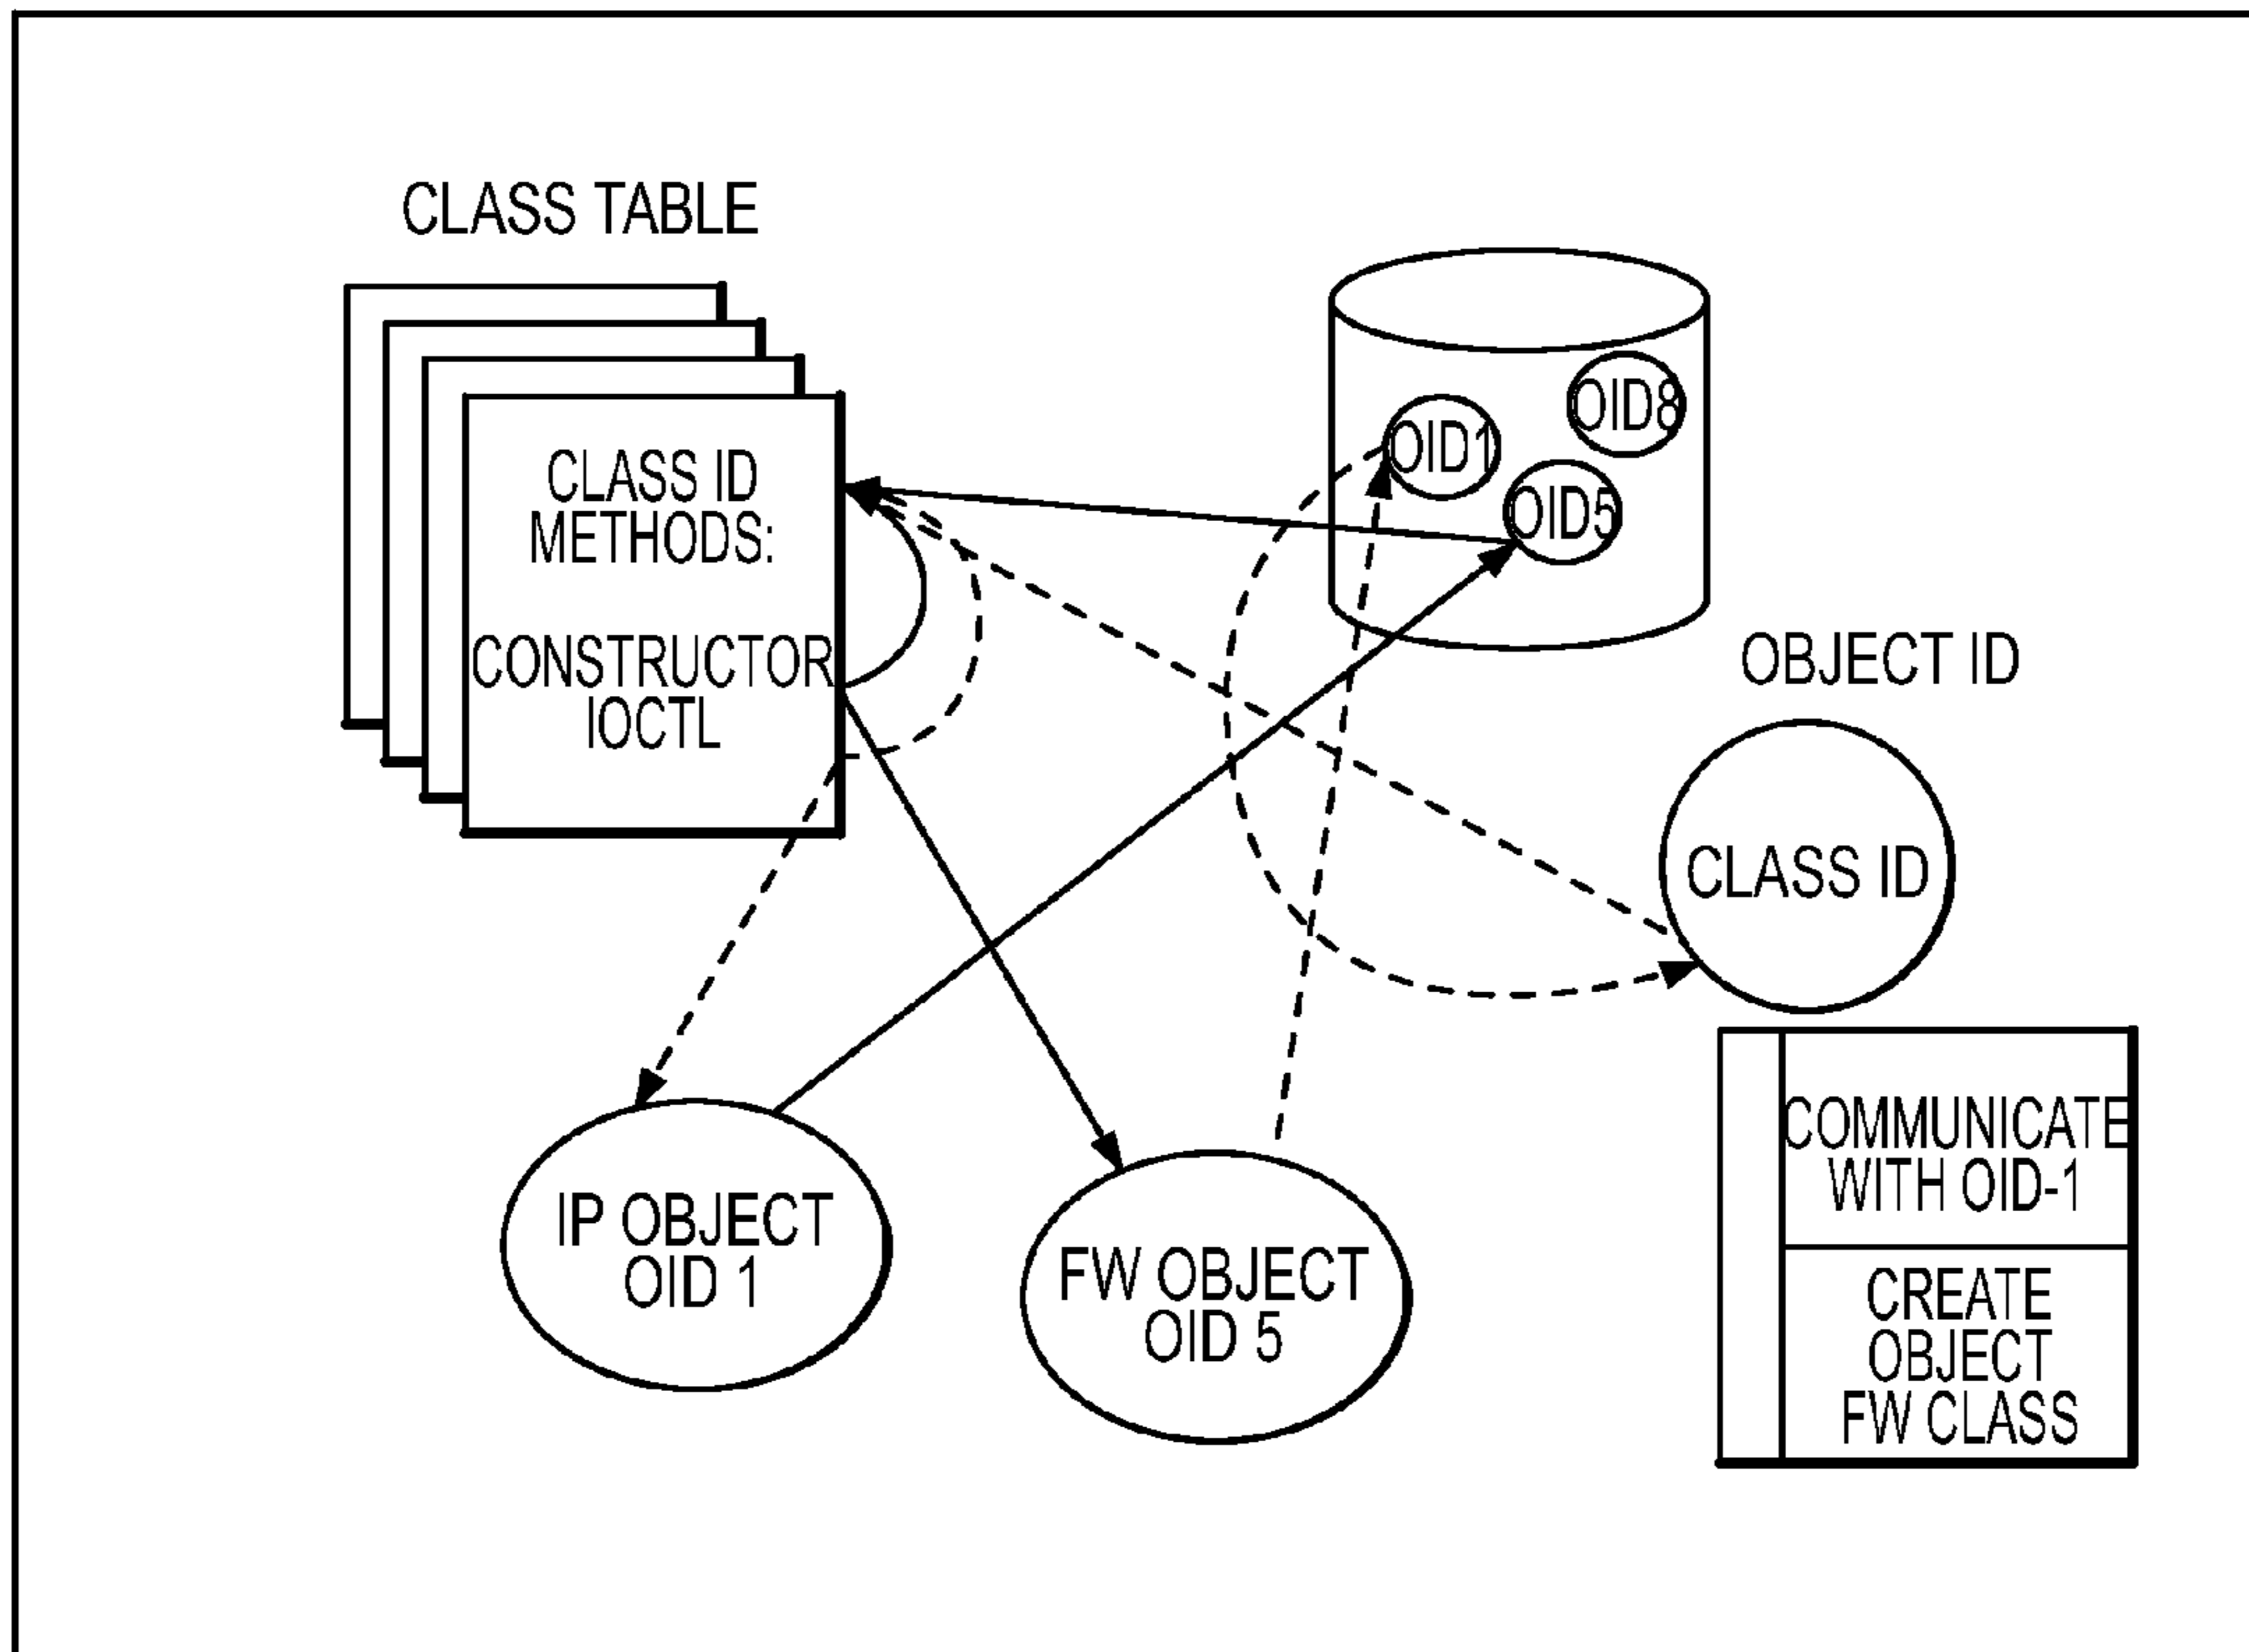 CLASS TABLE
CLASS ID
METHODS:
CONSTRUCTOR
IOCTL
OID8
OID1
OID5
OBJECT ID
CLASS ID
COMMUNICATE
WITH OID-1
CREATE
OBJECT
FW CLASS
IP OBJECT
OID 1
FW OBJECT
OID 5